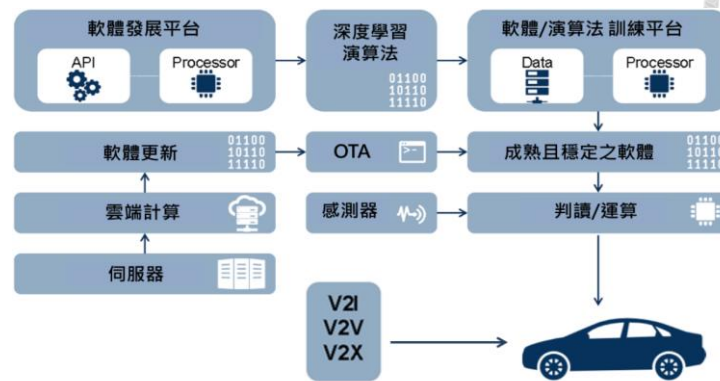 軟體發展平台
API
Processor
深度學習
演算法
01100
10110
11110
軟體/演算法 訓練平台
Data
Processor
軟體更新
01100
10110
11110
OTA
成熟且穩定之軟體
01100
10110
11110
雲端計算
感測器
判讀/運算
伺服器
V2I
V2V
V2X